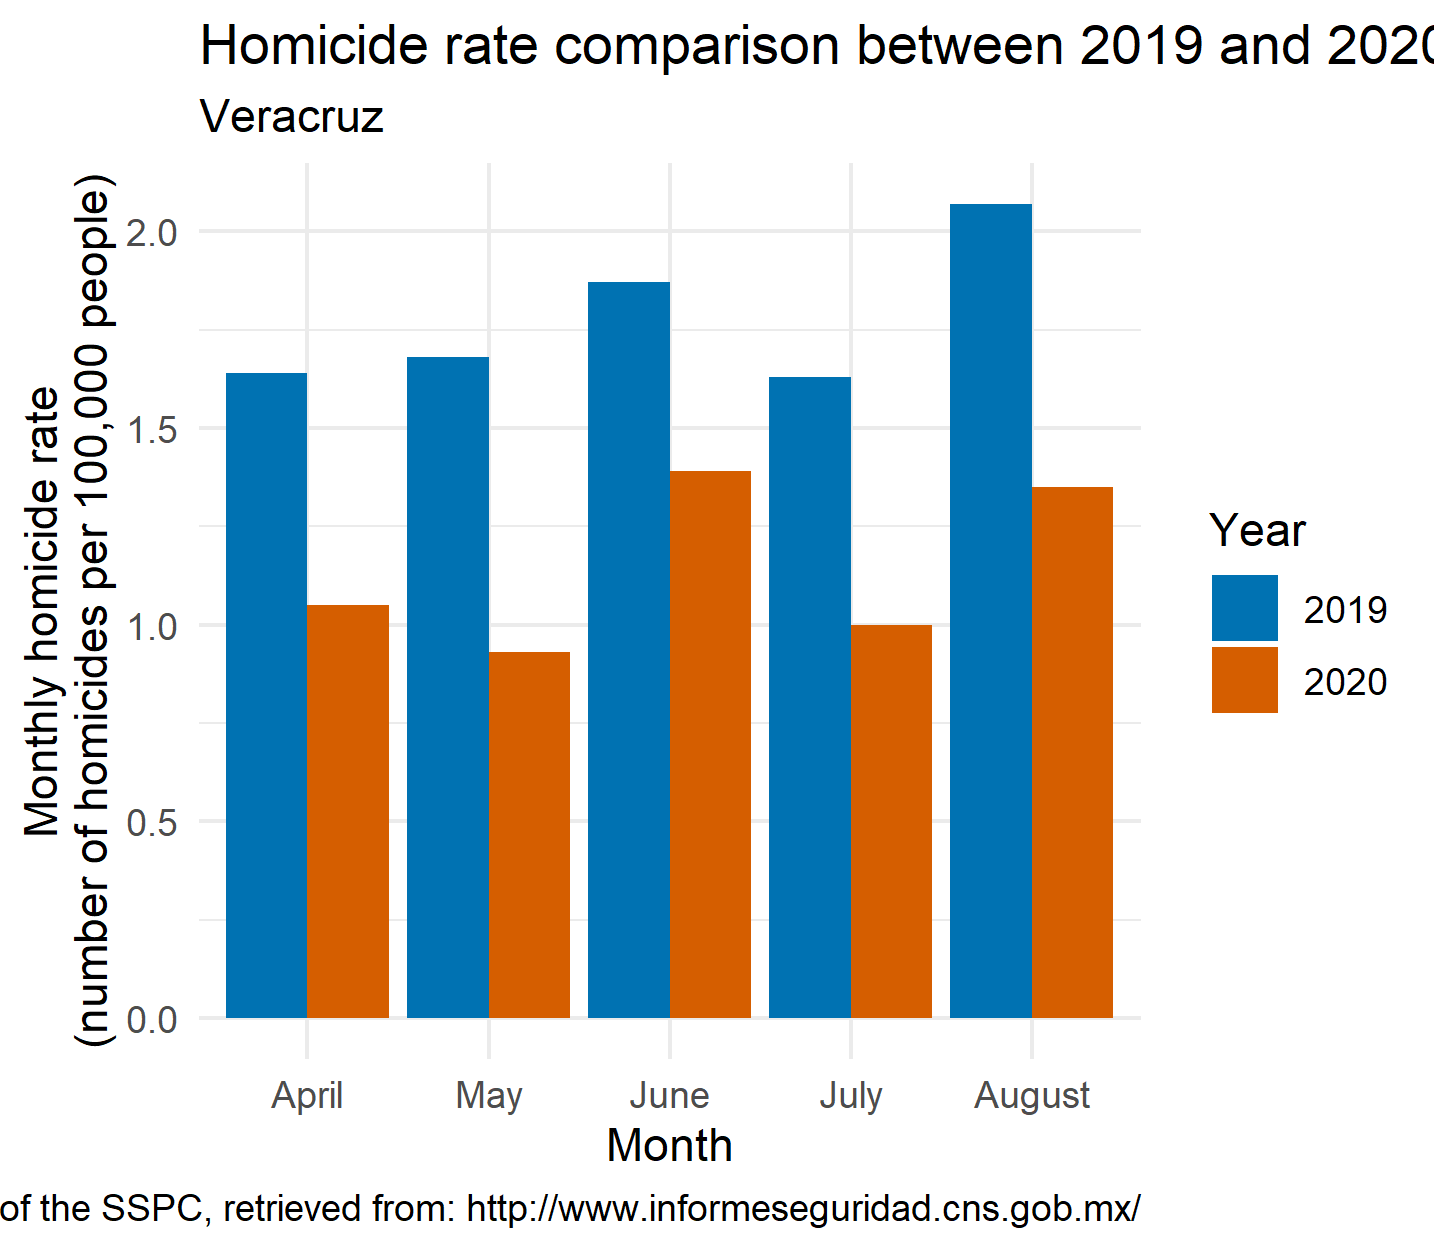 Homicide rate comparison between 2019 and 2020
Veracruz
Monthly homicide rate
(number of homicides per 100,000 people)
2.0
1.5
1.0
0.5
0.0
April May June July August
Month
Year
2019
2020
of the SSPC, retrieved from: http://www.informeseguridad.cns.gob.mx/